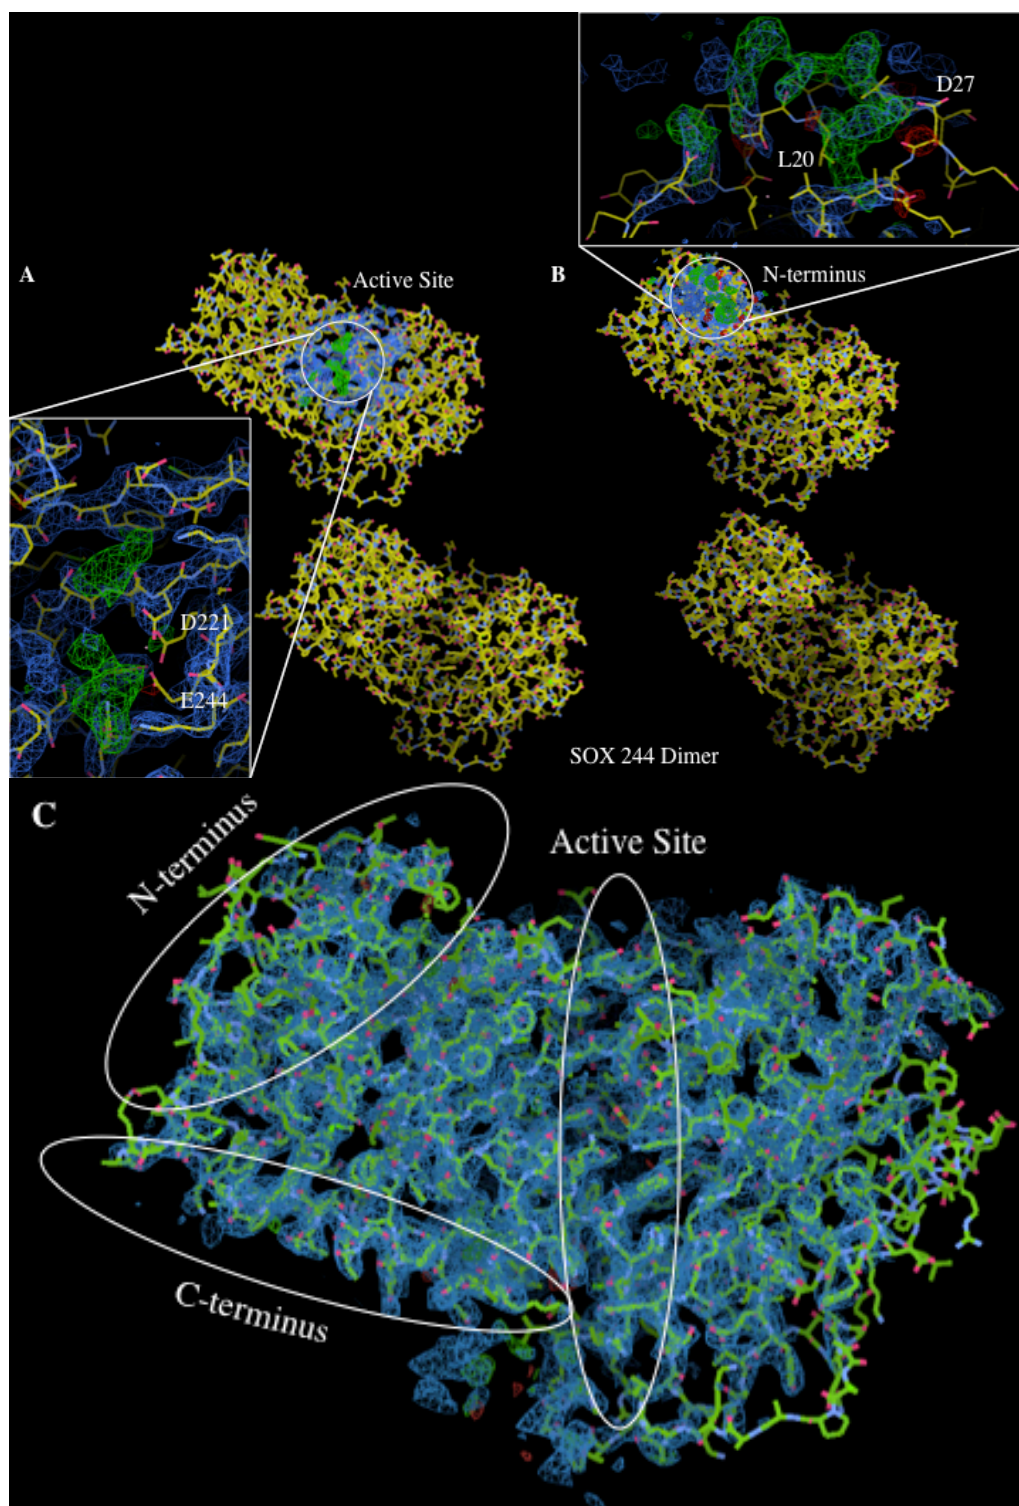 D27
L20
A
Active Site
B
N-terminus
D221
E244
SOX 244 Dimer
C
N-terminus
Active Site
C-terminus